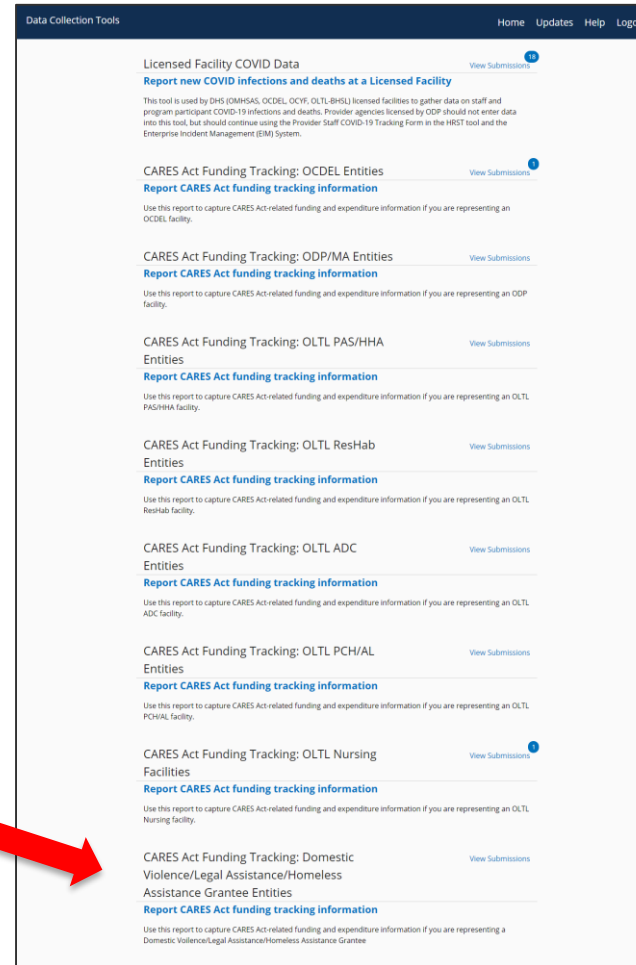 Data Collection Tools
Home Updates Help Logo
Licensed Facility COVID Data
View Submissions
18
Report new COVID infections and deaths at a Licensed Facility
This tool is used by DHS (OMHSAS, OCDEL, OCYF, OLTL-BHSL) licensed facilities to gather data on staff and
program participant COVID-19 infections and deaths. Provider agencies licensed by ODP should not enter data
into this tool, but should continue using the Provider Staff COVID-19 Tracking Form in the HRST tool and the
Enterprise Incident Management (EIM) System.
CARES Act Funding Tracking: OCDEL Entities
View Submissions
1
Report CARES Act funding tracking information
Use this report to capture CARES Act-related funding and expenditure information if you are representing an
OCDEL facility.
CARES Act Funding Tracking: ODP/MA Entities
View Submissions
Report CARES Act funding tracking information
Use this report to capture CARES Act-related funding and expenditure information if you are representing an ODP
facility.
CARES Act Funding Tracking: OLTL PAS/HHA
Entities
View Submissions
Report CARES Act funding tracking information
Use this report to capture CARES Act-related funding and expenditure information if you are representing an OLTL
PAS/HHA facility.
CARES Act Funding Tracking: OLTL ResHab
Entities
View Submissions
Report CARES Act funding tracking information
Use this report to capture CARES Act-related funding and expenditure information if you are representing an OLTL
ResHab facility.
CARES Act Funding Tracking: OLTL ADC
Entities
View Submissions
Report CARES Act funding tracking information
Use this report to capture CARES Act-related funding and expenditure information if you are representing an OLTL
ADC facility.
CARES Act Funding Tracking: OLTL PCH/AL
Entities
View Submissions
Report CARES Act funding tracking information
Use this report to capture CARES Act-related funding and expenditure information if you are representing an OLTL
PCH/AL facility.
CARES Act Funding Tracking: OLTL Nursing
Facilities
View Submissions
1
Report CARES Act funding tracking information
Use this report to capture CARES Act-related funding and expenditure information if you are representing an OLTL
Nursing facility.
CARES Act Funding Tracking: Domestic
Violence/Legal Assistance/Homeless
Assistance Grantee Entities
View Submissions
Report CARES Act funding tracking information
Use this report to capture CARES Act-related funding and expenditure information if you are representing a
Domestic Voilence/Legal Assistance/Homeless Assistance Grantee